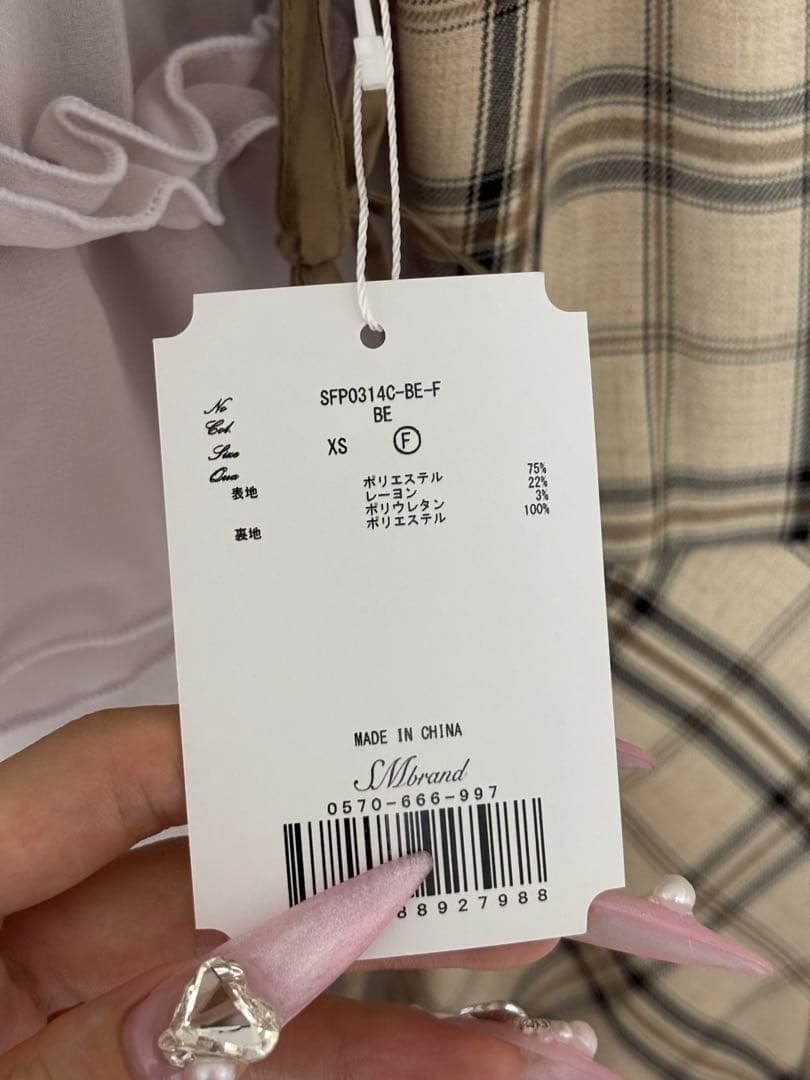 No SFP0314C-BE-F
Col. BE
Size XS Ⓕ
Qua
表地 ポリエステル 75%
レーヨン 22%
ポリウレタン 3%
裏地 ポリエステル 100%
MADE IN CHINA
SMbrand
0570-666-997
88927988